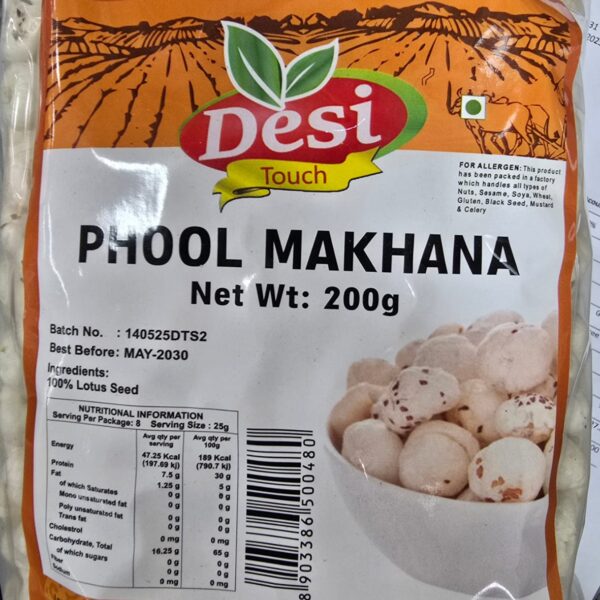 Desi
Touch
FOR ALLERGEN: This product
has been packed in a factory
which handles all types of
Nuts, Sesame, Soya, Wheat,
Gluten, Black Seed, Mustard
& Celery
PHOOL MAKHANA
Net Wt: 200g
Batch No. : 140525DTS2
Best Before: MAY-2030
Ingredients:
100% Lotus Seed
NUTRITIONAL INFORMATION
Serving Per Package: 8 Serving Size : 25g
Avg qty per serving Avg qty per 100g
Energy 47.25 Kcal (197.69 kj) 189 Kcal (790.7 kj)
Protein 7.5 g 30 g
Fat 1.25 g 5 g
of which Saturates 0 g 0 g
Mono unsaturated fat 0 g 0 g
Poly unsaturated fat 0 g 0 g
Trans fat 0 g 0 g
Cholestrol 0 mg 0 mg
Carbohydrate, Total 16.25 g 65 g
of which sugars 0 g 0 g
Fiber 0 g 0 g
Sodium 0 mg 0 mg
8903386500480